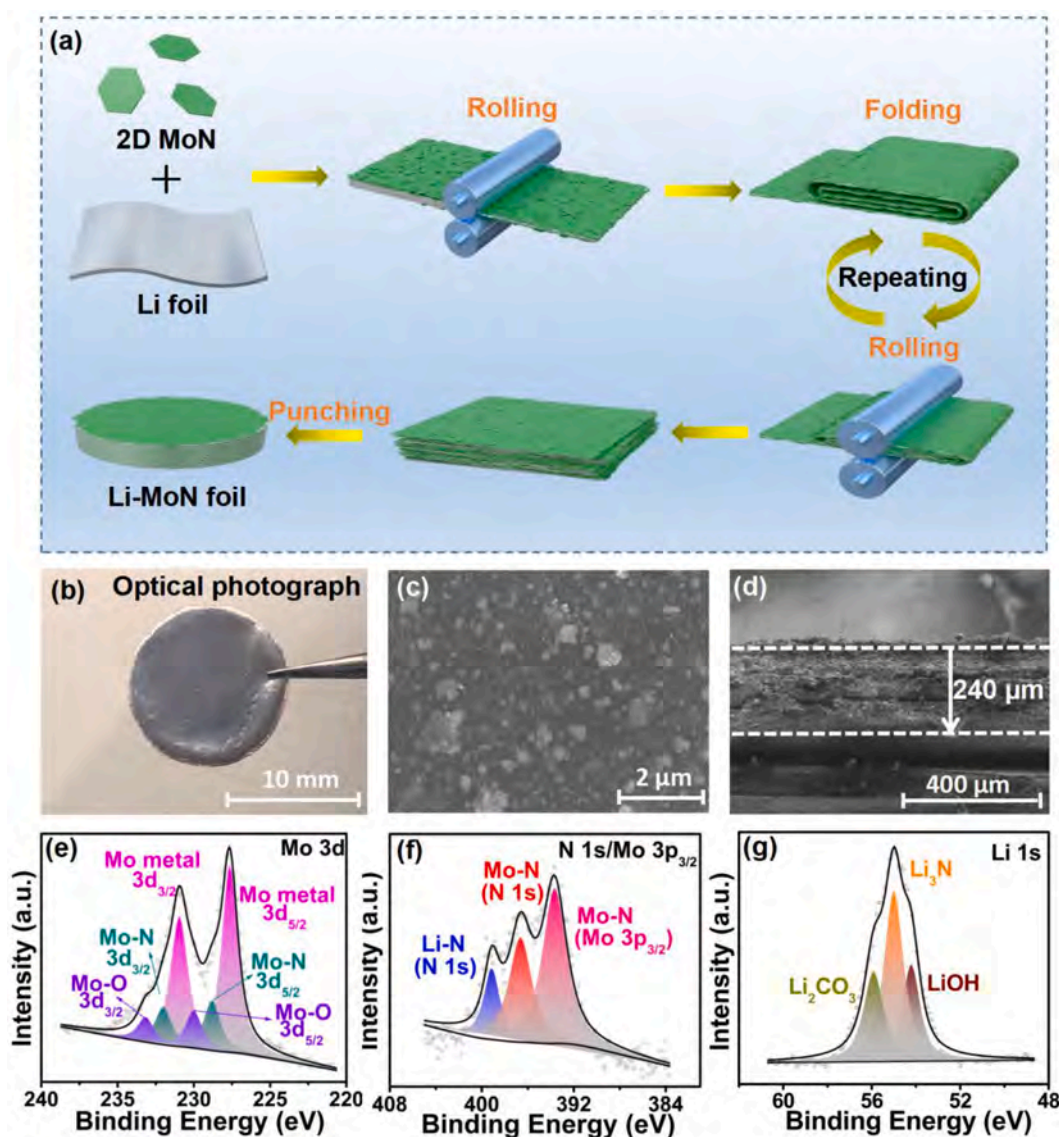 (a)
2D MoN
+
Li foil
Rolling
Folding
Repeating
Rolling
Punching
Li-MoN foil
(b) Optical photograph
10 mm
(c)
2 μm
(d)
240 μm
400 μm
(e) Mo 3d
Mo metal
3d3/2
Mo metal
3d5/2
Mo-N
3d3/2
Mo-N
3d5/2
Mo-O
3d3/2
Mo-O
3d5/2
Intensity (a.u.)
240 230 220
Binding Energy (eV)
(f) N 1s/Mo 3p3/2
Mo-N
(N 1s)
Li-N
(N 1s)
Mo-N
(Mo 3p3/2)
Intensity (a.u.)
408 400 392 384
Binding Energy (eV)
(g) Li 1s
Li3N
Li2CO3
LiOH
Intensity (a.u.)
60 56 52 48
Binding Energy (eV)